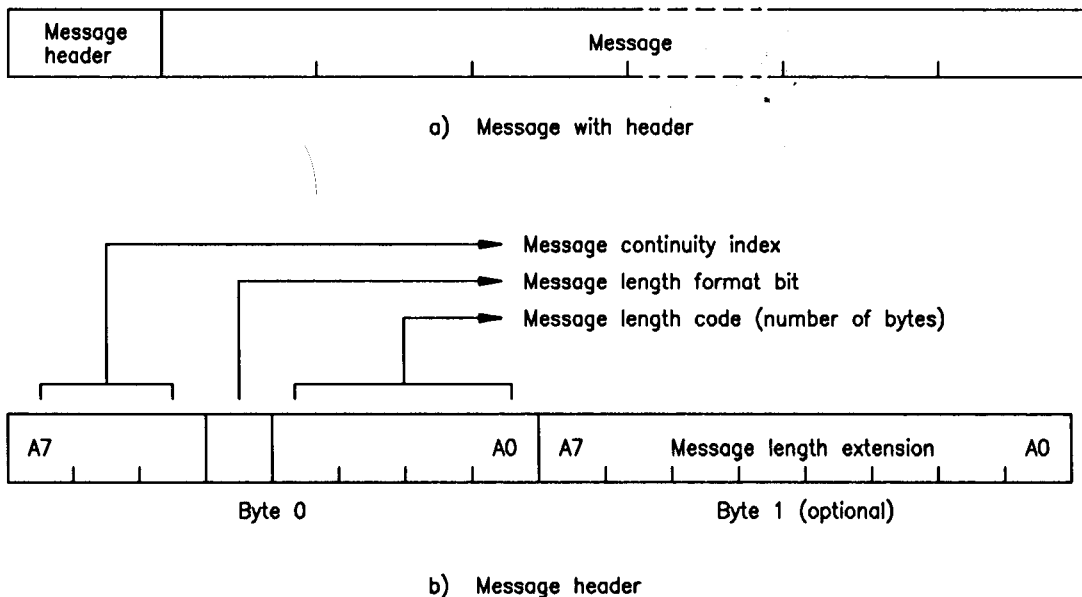 Message
header
Message
a) Message with header
Message continuity index
Message length format bit
Message length code (number of bytes)
A7 A0 A7 Message length extension A0
Byte 0 Byte 1 (optional)
b) Message header